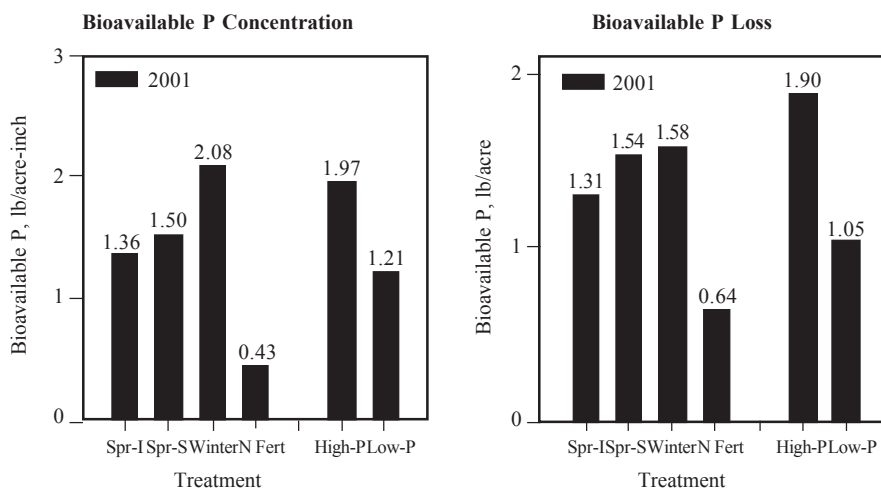 Bioavailable P Concentration
3
2001
2.08
1.97
2
1.50
1.36
1.21
1
0.43
0
Bioavailable P, lb/acre-inch
Spr-I Spr-S Winter N Fert High-P Low-P
Treatment
Bioavailable P Loss
2
2001
1.90
1.54
1.58
1.31
1.05
1
0.64
0
Bioavailable P, lb/acre
Spr-I Spr-S Winter N Fert High-P Low-P
Treatment